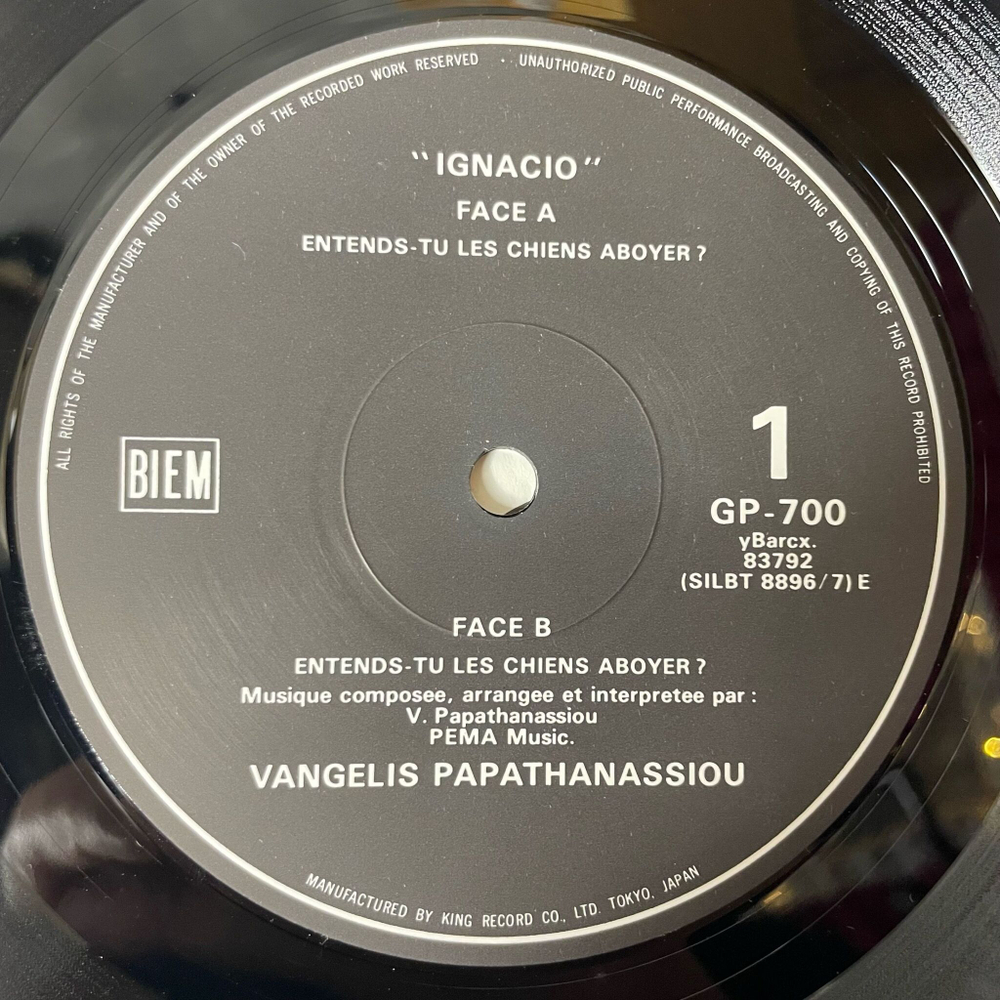 ALL RIGHTS OF THE MANUFACTURER AND OF THE OWNER OF THE RECORDED WORK RESERVED · UNAUTHORIZED PUBLIC PERFORMANCE BROADCASTING AND COPYING OF THIS RECORD PROHIBITED
"IGNACIO"
FACE A
ENTENDS-TU LES CHIENS ABOYER ?
BIEM
1
GP-700
yBarcx.
83792
(SILBT 8896/7) E
FACE B
ENTENDS-TU LES CHIENS ABOYER ?
Musique composee, arrangee et interpretee par :
V. Papathanassiou
PEMA Music.
VANGELIS PAPATHANASSIOU
MANUFACTURED BY KING RECORD CO., LTD. TOKYO, JAPAN